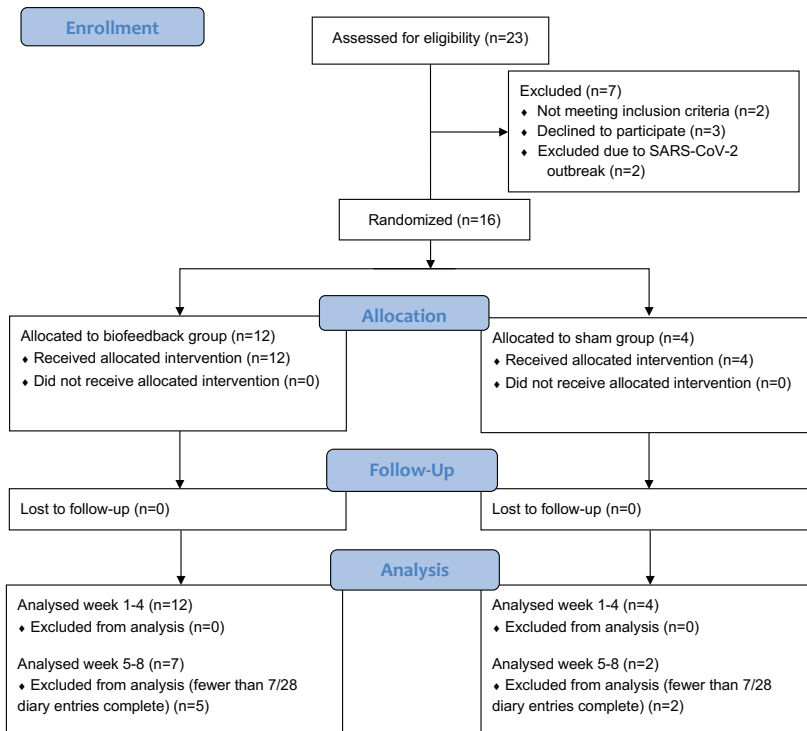 Enrollment
Assessed for eligibility (n=23)
Excluded (n=7)
♦ Not meeting inclusion criteria (n=2)
♦ Declined to participate (n=3)
♦ Excluded due to SARS-CoV-2
outbreak (n=2)
Randomized (n=16)
Allocation
Allocated to biofeedback group (n=12)
♦ Received allocated intervention (n=12)
♦ Did not receive allocated intervention (n=0)
Allocated to sham group (n=4)
♦ Received allocated intervention (n=4)
♦ Did not receive allocated intervention (n=0)
Follow-Up
Lost to follow-up (n=0)
Lost to follow-up (n=0)
Analysis
Analysed week 1-4 (n=12)
♦ Excluded from analysis (n=0)
Analysed week 5-8 (n=7)
♦ Excluded from analysis (fewer than 7/28
diary entries complete) (n=5)
Analysed week 1-4 (n=4)
♦ Excluded from analysis (n=0)
Analysed week 5-8 (n=2)
♦ Excluded from analysis (fewer than 7/28
diary entries complete) (n=2)